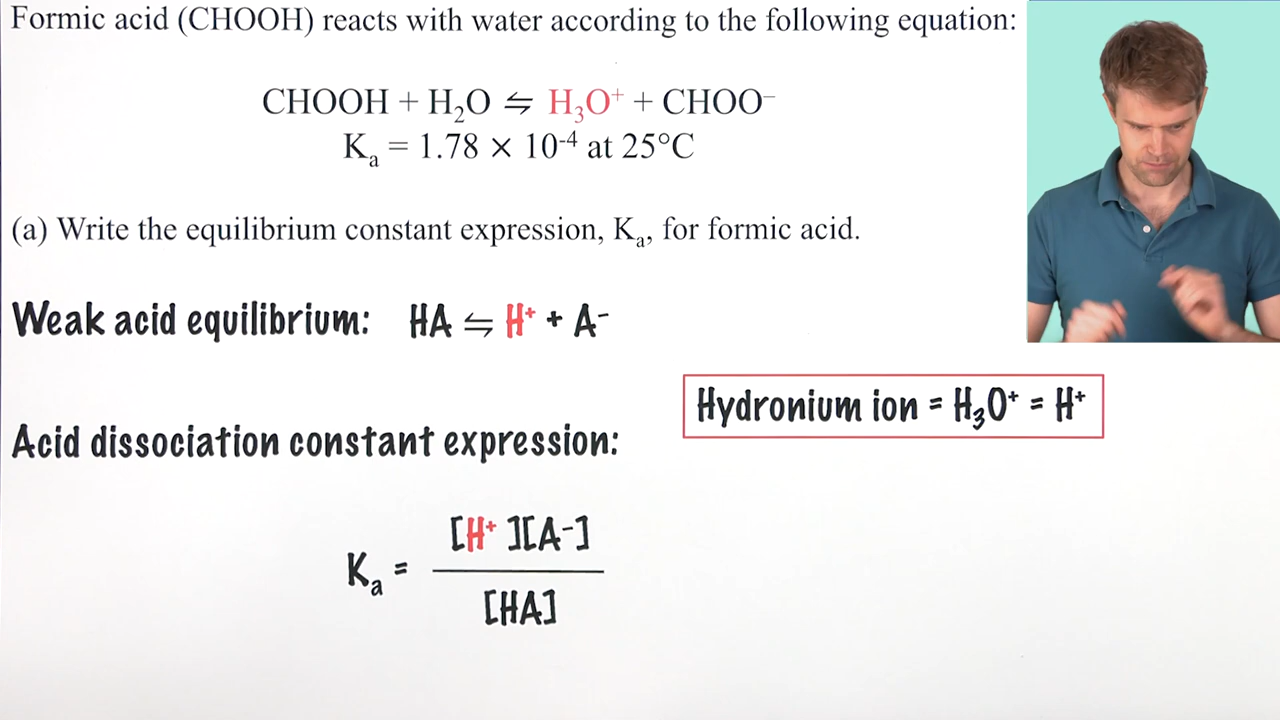 Formic acid (CHOOH) reacts with water according to the following equation:
CHOOH + H₂O ⇋ H₃O⁺ + CHOO⁻
Kₐ = 1.78 × 10⁻⁴ at 25°C
(a) Write the equilibrium constant expression, Kₐ, for formic acid.
Weak acid equilibrium: HA ⇋ H⁺ + A⁻
Hydronium ion = H₃O⁺ = H⁺
Acid dissociation constant expression:
[H⁺][A⁻]
Kₐ =
[HA]